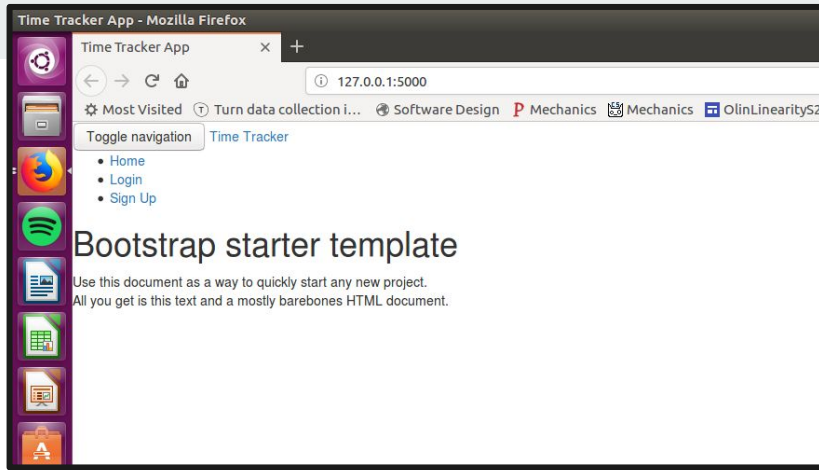 Time Tracker App - Mozilla Firefox
Time Tracker App
127.0.0.1:5000
Most Visited Turn data collection i... Software Design Mechanics Mechanics OlinLinearityS2
Toggle navigation Time Tracker
Home
Login
Sign Up
Bootstrap starter template
Use this document as a way to quickly start any new project.
All you get is this text and a mostly barebones HTML document.